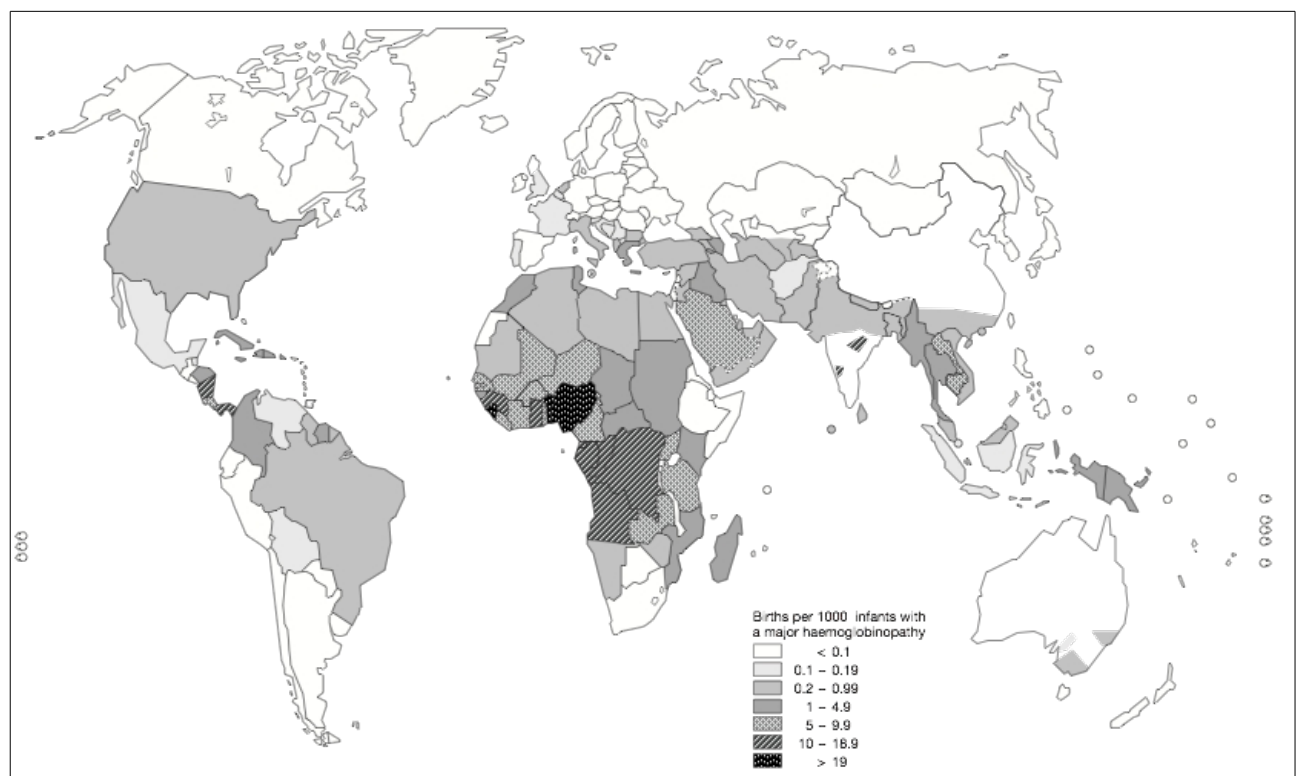 Births per 1000 infants with
a major haemoglobinopathy
< 0.1
0.1 – 0.19
0.2 – 0.99
1 – 4.9
5 – 9.9
10 – 18.9
> 19